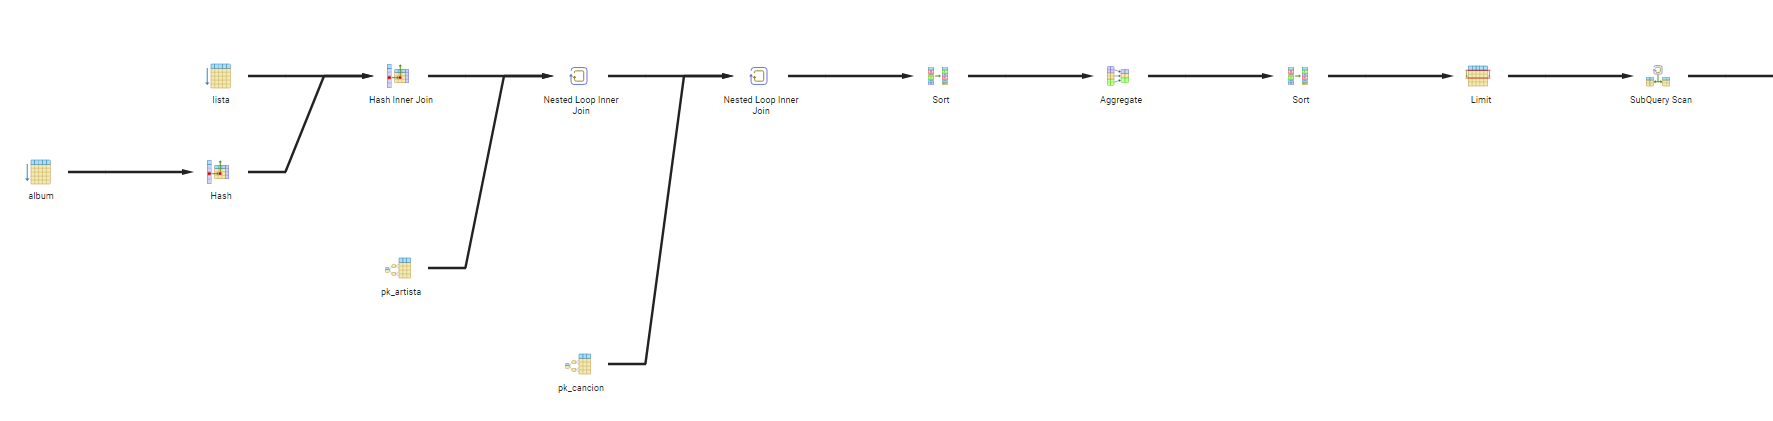 lista
Hash Inner Join
Nested Loop Inner
Join
Nested Loop Inner
Join
Sort
Aggregate
Sort
Limit
SubQuery Scan
album
Hash
pk_artista
pk_cancion